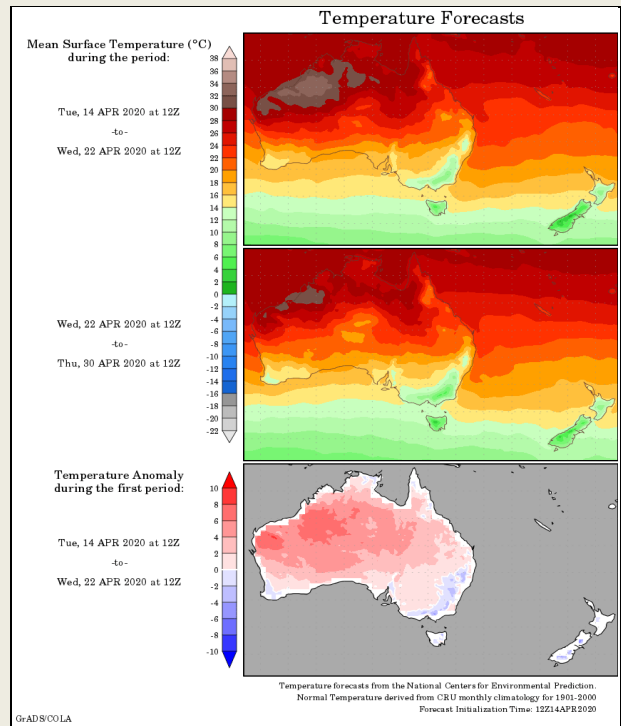 Temperature Forecasts
Mean Surface Temperature (°C)
during the period:
Tue, 14 APR 2020 at 12Z
-to-
Wed, 22 APR 2020 at 12Z
38
36
34
32
30
28
26
24
22
20
18
16
14
12
10
8
6
4
2
0
-2
-4
-6
-8
-10
-12
-14
-16
-18
-20
-22
Wed, 22 APR 2020 at 12Z
-to-
Thu, 30 APR 2020 at 12Z
Temperature Anomaly
during the first period:
Tue, 14 APR 2020 at 12Z
-to-
Wed, 22 APR 2020 at 12Z
10
8
6
4
2
0
-2
-4
-6
-8
-10
Temperature forecasts from the National Centers for Environmental Prediction.
Normal Temperature derived from CRU monthly climatology for 1901-2000
Forecast Initialization Time: 12Z14APR2020
GrADS/COLA